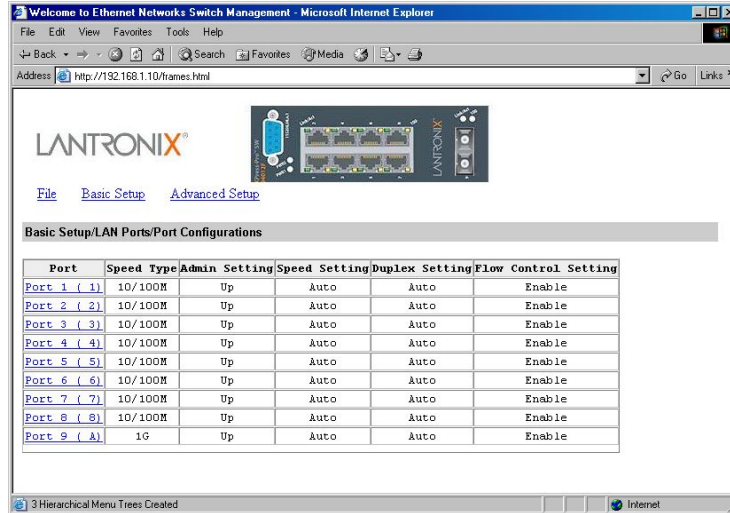 Welcome to Ethernet Networks Switch Management - Microsoft Internet Explorer
File Edit View Favorites Tools Help
Back Search Favorites Media
Address http://192.168.1.10/frames.html Go Links
LANTRONIX®
LANTRONIX
File Basic Setup Advanced Setup
Basic Setup/LAN Ports/Port Configurations
Port Speed Type Admin Setting Speed Setting Duplex Setting Flow Control Setting
Port 1 ( 1) 10/100M Up Auto Auto Enable
Port 2 ( 2) 10/100M Up Auto Auto Enable
Port 3 ( 3) 10/100M Up Auto Auto Enable
Port 4 ( 4) 10/100M Up Auto Auto Enable
Port 5 ( 5) 10/100M Up Auto Auto Enable
Port 6 ( 6) 10/100M Up Auto Auto Enable
Port 7 ( 7) 10/100M Up Auto Auto Enable
Port 8 ( 8) 10/100M Up Auto Auto Enable
Port 9 ( A) 1G Up Auto Auto Enable
3 Hierarchical Menu Trees Created
Internet